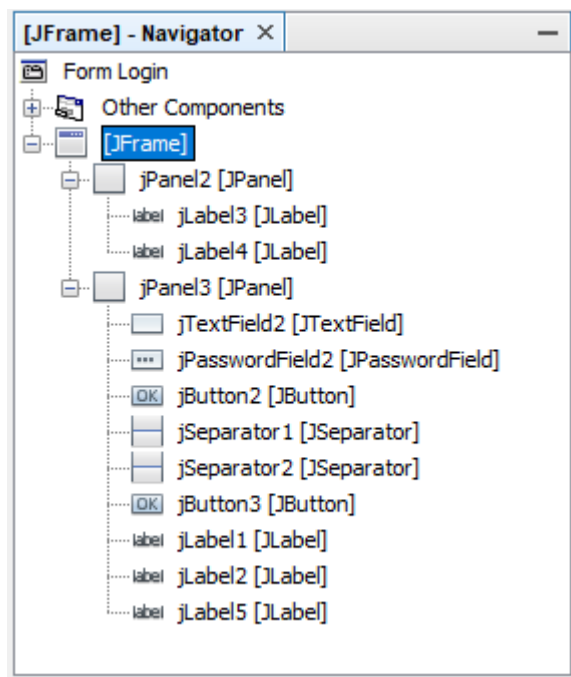 [JFrame] - Navigator ×
Form Login
Other Components
[JFrame]
jPanel2 [JPanel]
label jLabel3 [JLabel]
label jLabel4 [JLabel]
jPanel3 [JPanel]
jTextField2 [JTextField]
jPasswordField2 [JPasswordField]
OK jButton2 [JButton]
jSeparator1 [JSeparator]
jSeparator2 [JSeparator]
OK jButton3 [JButton]
label jLabel1 [JLabel]
label jLabel2 [JLabel]
label jLabel5 [JLabel]